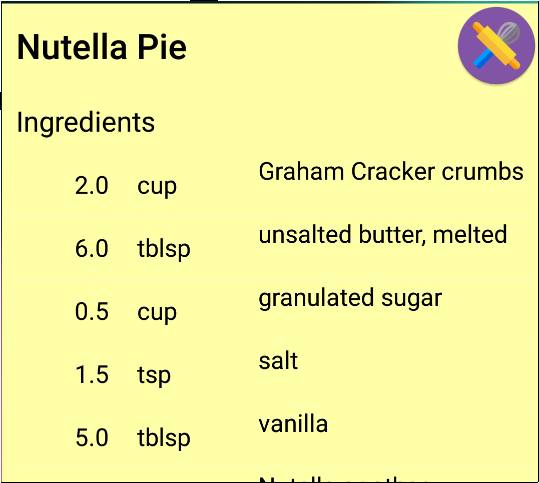 Nutella Pie
Ingredients
2.0 cup Graham Cracker crumbs
6.0 tblsp unsalted butter, melted
0.5 cup granulated sugar
1.5 tsp salt
5.0 tblsp vanilla